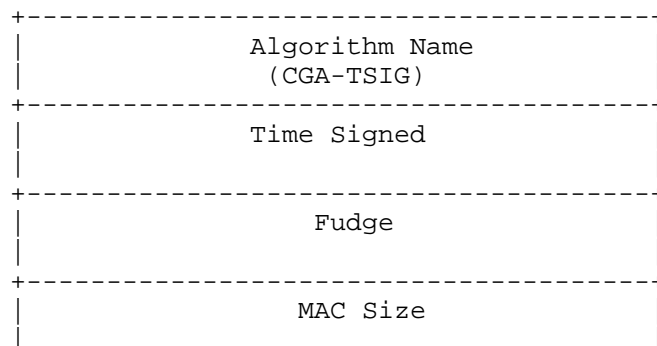 Algorithm Name
(CGA-TSIG)
Time Signed
Fudge
MAC Size